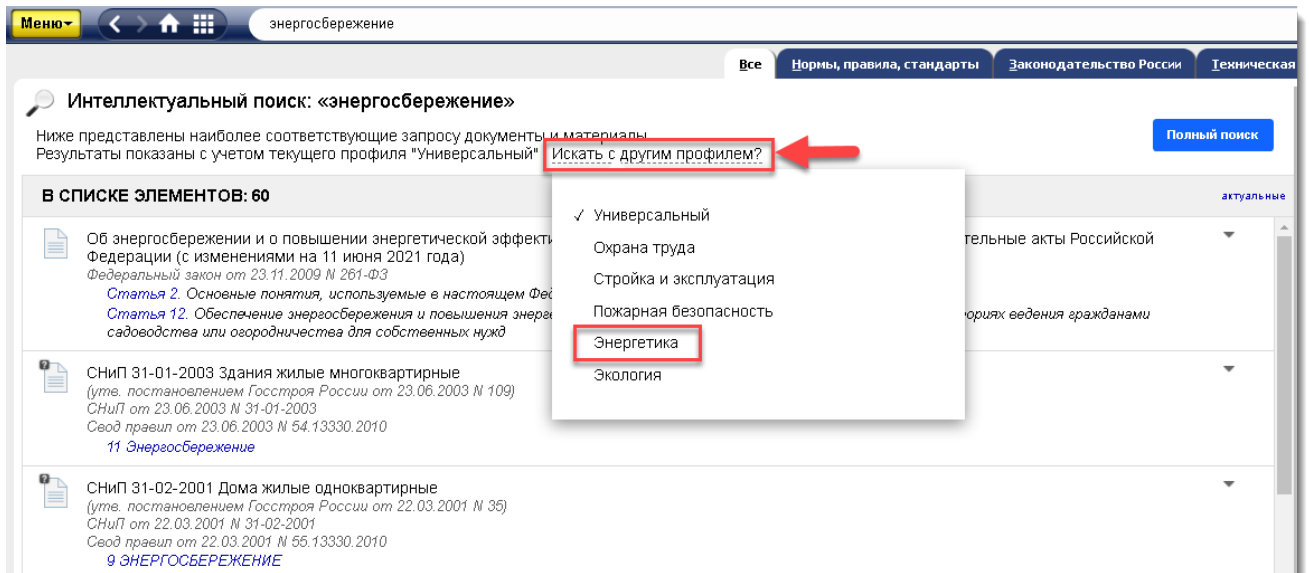 Меню
энергосбережение
Все
Нормы, правила, стандарты
Законодательство России
Техническая
Интеллектуальный поиск: «энергосбережение»
Ниже представлены наиболее соответствующие запросу документы и материалы
Полный поиск
Результаты показаны с учетом текущего профиля "Универсальный" Искать с другим профилем?
В СПИСКЕ ЭЛЕМЕНТОВ: 60
актуальные
✓ Универсальный
Охрана труда
Стройка и эксплуатация
Пожарная безопасность
Энергетика
Экология
Об энергосбережении и о повышении энергетической эффекти тельные акты Российской
Федерации (с изменениями на 11 июня 2021 года)
Федеральный закон от 23.11.2009 N 261-ФЗ
Статья 2. Основные понятия, используемые в настоящем Фед
Статья 12. Обеспечение энергосбережения и повышения энерге ориях ведения гражданами
садоводства или огородничества для собственных нужд
СНиП 31-01-2003 Здания жилые многоквартирные
(утв. постановлением Госстроя России от 23.06.2003 N 109)
СНиП от 23.06.2003 N 31-01-2003
Свод правил от 23.06.2003 N 54.13330.2010
11 Энергосбережение
СНиП 31-02-2001 Дома жилые одноквартирные
(утв. постановлением Госстроя России от 22.03.2001 N 35)
СНиП от 22.03.2001 N 31-02-2001
Свод правил от 22.03.2001 N 55.13330.2010
9 ЭНЕРГОСБЕРЕЖЕНИЕ